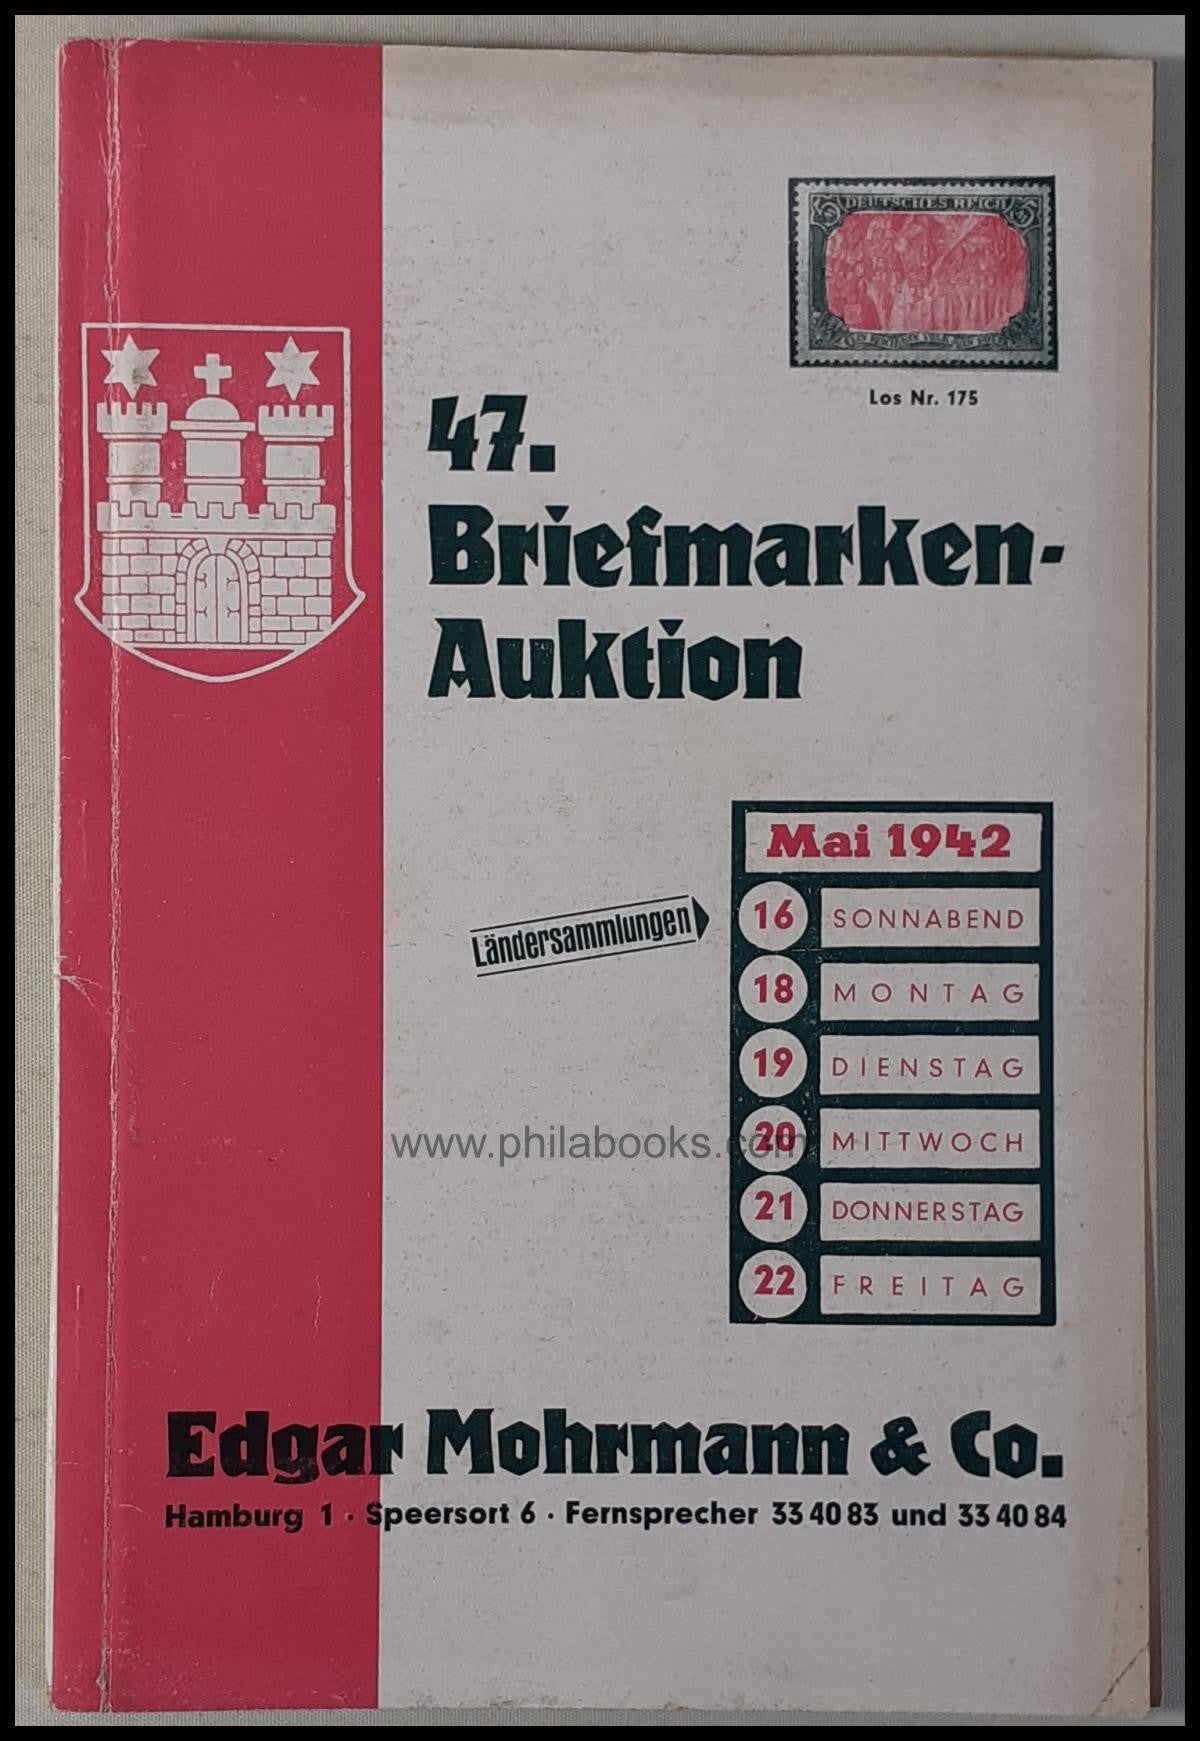 DEUTSCHES REICH
Los Nr. 175
47.
Briefmarken-
Auktion
Mai 1942
Ländersammlungen
16 SONNABEND
18 MONTAG
19 DIENSTAG
20 MITTWOCH
21 DONNERSTAG
22 FREITAG
www.philabooks.com
Edgar Mohrmann & Co.
Hamburg 1 · Speersort 6 · Fernsprecher 33 40 83 und 33 40 84